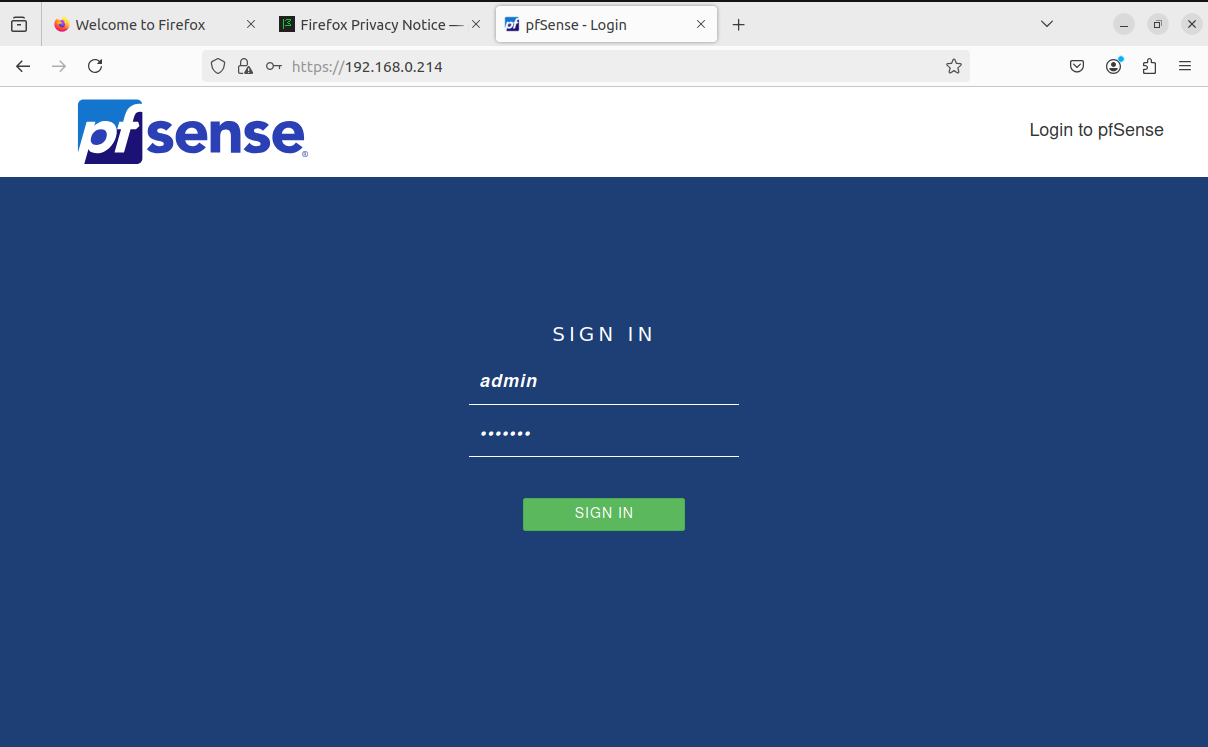 Welcome to Firefox
Firefox Privacy Notice —
pfSense - Login
https://192.168.0.214
pfsense®
Login to pfSense
SIGN IN
admin
•••••••
SIGN IN